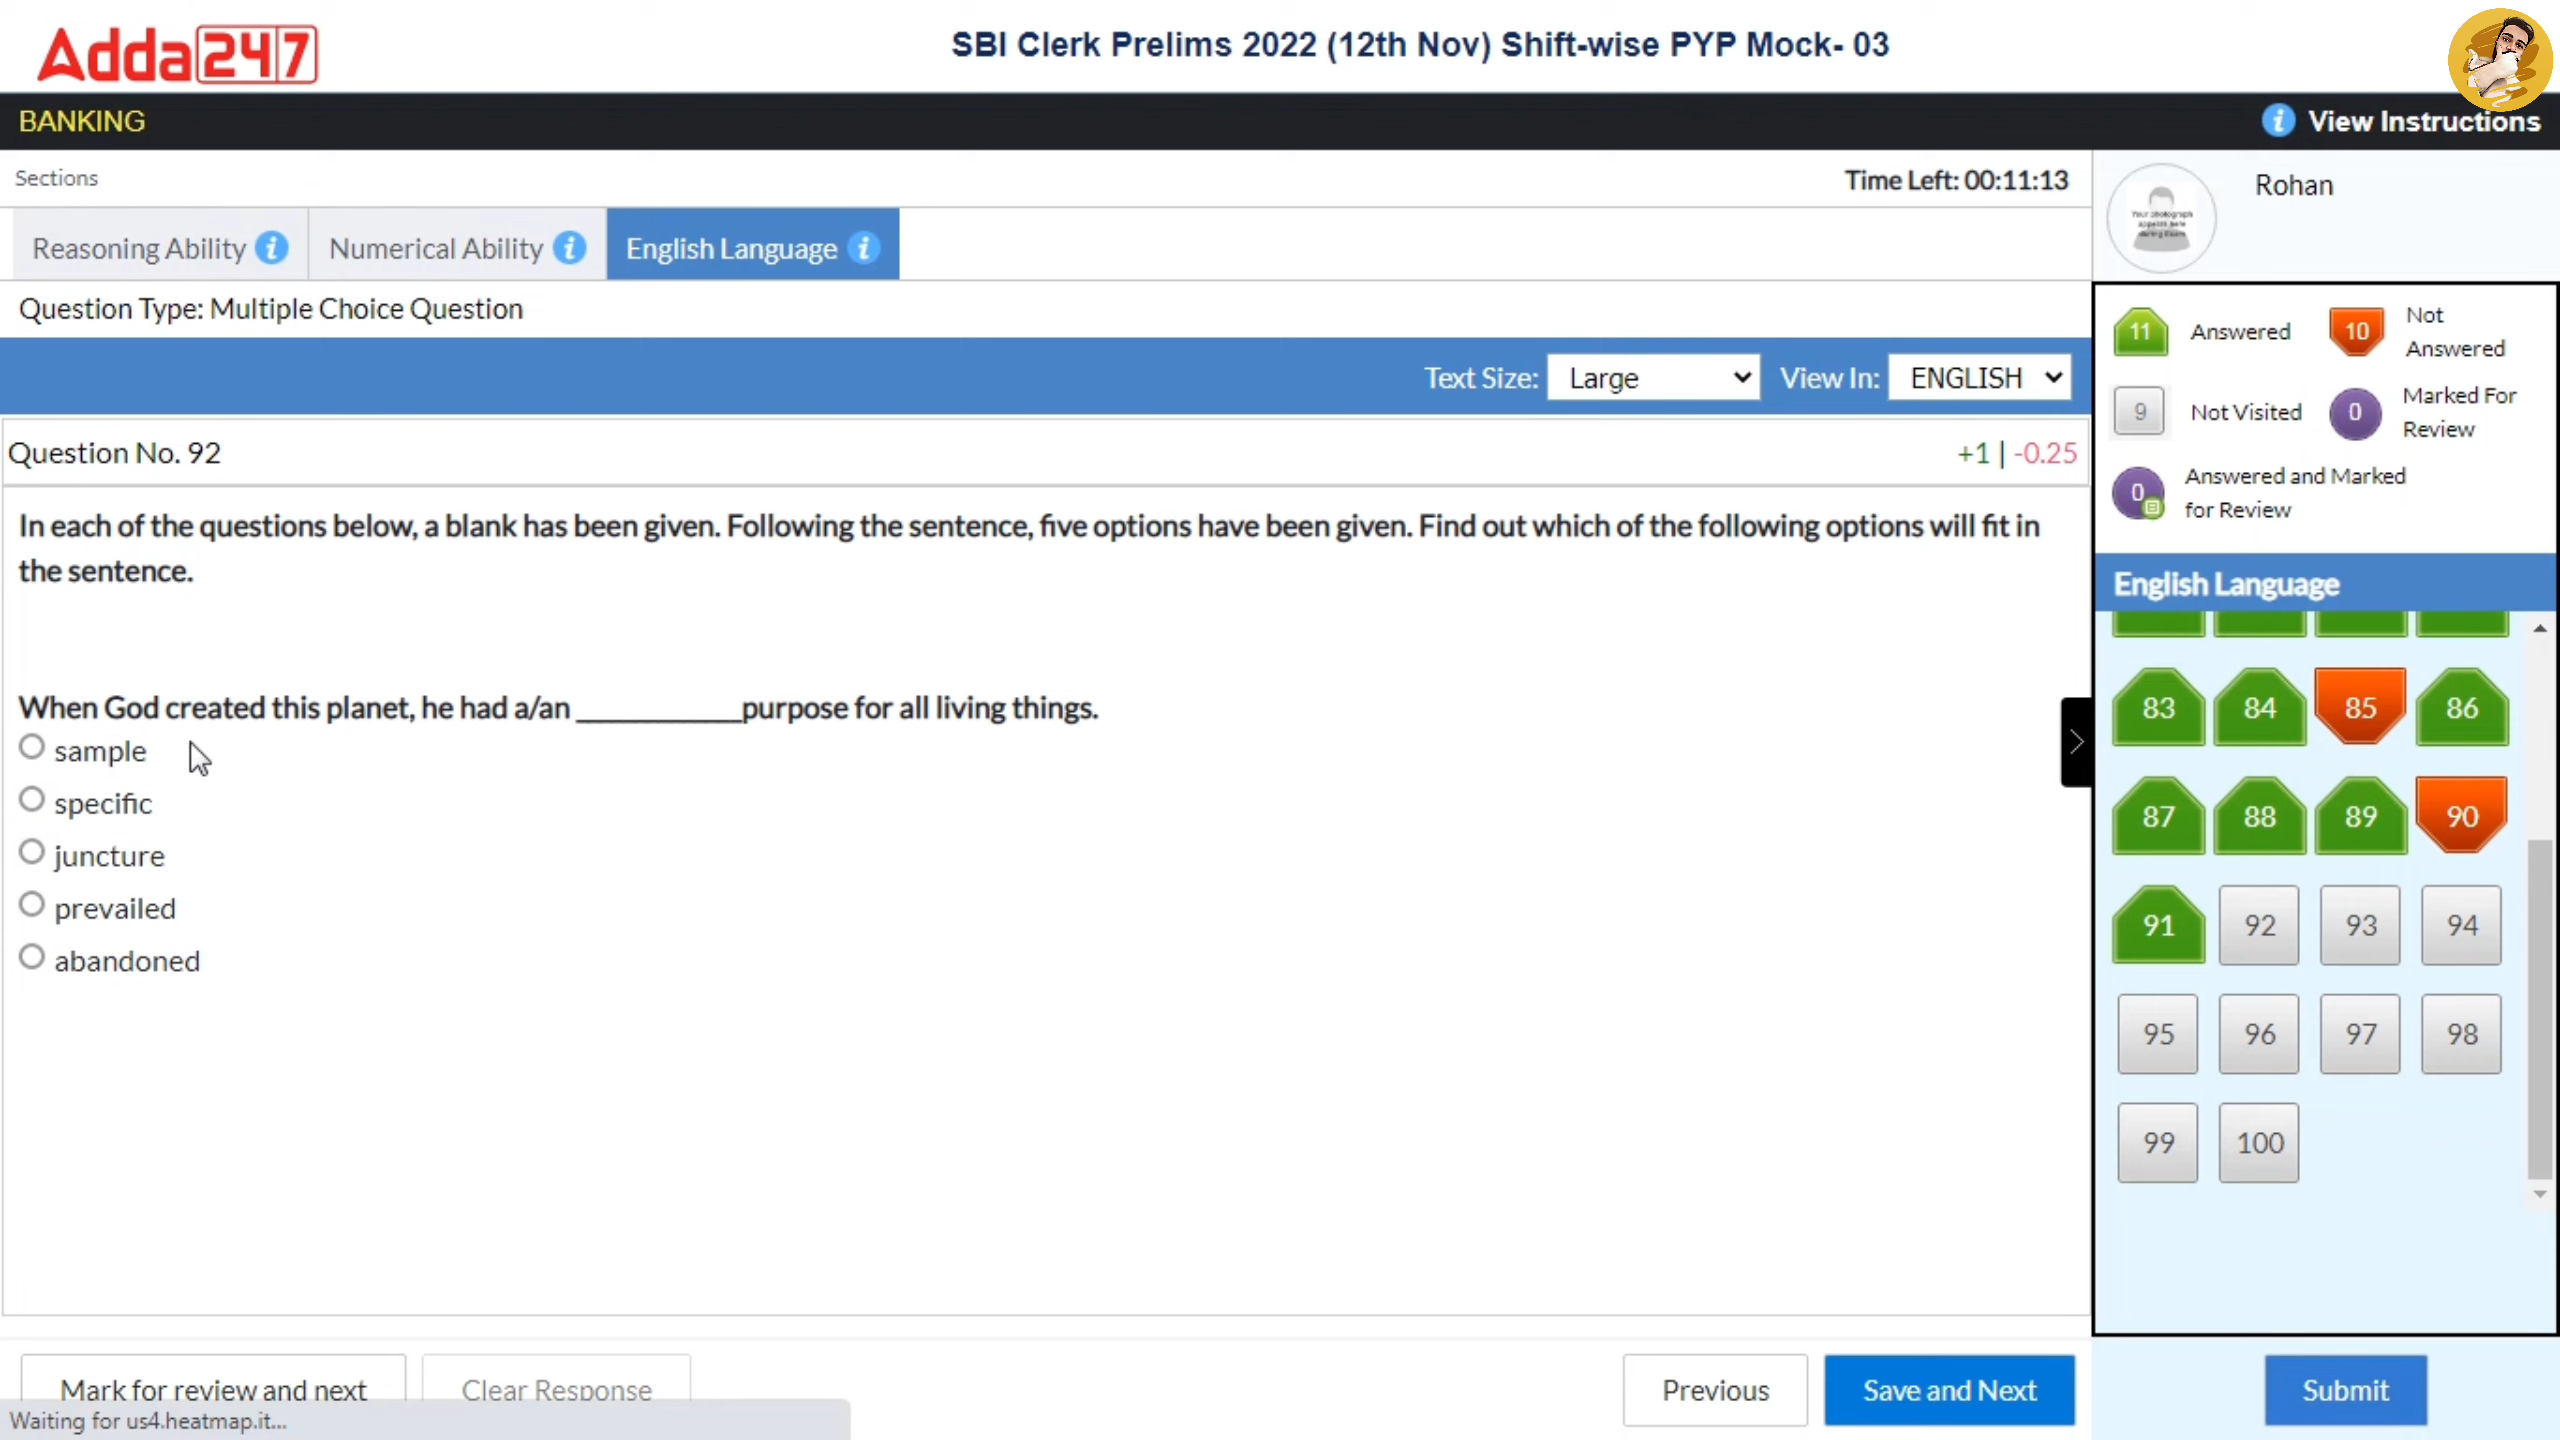 Adda247
SBI Clerk Prelims 2022 (12th Nov) Shift-wise PYP Mock- 03
BANKING
View Instructions
Sections
Time Left: 00:11:13
Rohan
Reasoning Ability
Numerical Ability
English Language
Question Type: Multiple Choice Question
11 Answered
10 Not Answered
9 Not Visited
0 Marked For Review
0 Answered and Marked for Review
Text Size: Large
View In: ENGLISH
Question No. 92
+1 | -0.25
In each of the questions below, a blank has been given. Following the sentence, five options have been given. Find out which of the following options will fit in
the sentence.
When God created this planet, he had a/an ____________purpose for all living things.
sample
specific
juncture
prevailed
abandoned
English Language
83 84 85 86
87 88 89 90
91 92 93 94
95 96 97 98
99 100
Mark for review and next
Clear Response
Previous
Save and Next
Submit
Waiting for us4.heatmap.it...